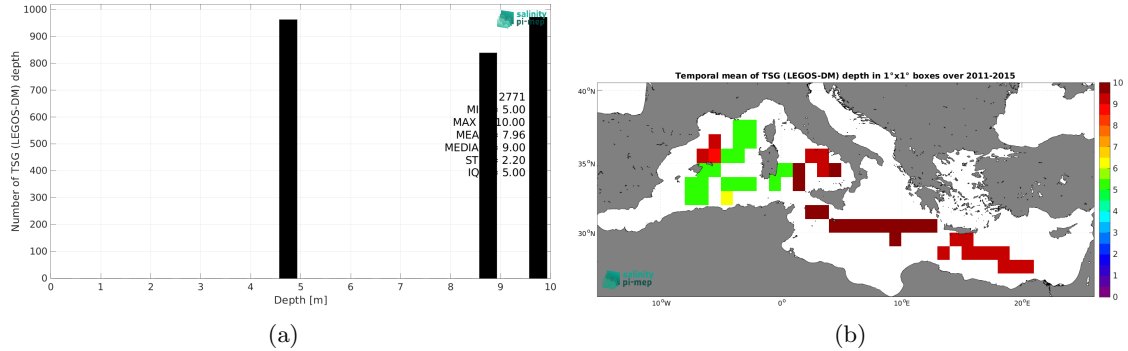 1000
900
800
700
600
500
400
300
200
100
0
Number of TSG (LEGOS-DM) depth
0 1 2 3 4 5 6 7 8 9 10
Depth [m]
salinity
pi-mep
2771
MI = 5.00
MAX 10.00
MEA = 7.96
MEDIA = 9.00
ST = 2.20
IQ = 5.00
(a)
Temporal mean of TSG (LEGOS-DM) depth in 1°x1° boxes over 2011-2015
40°N
35°N
30°N
10°W 0° 10°E 20°E
salinity
pi-mep
10
9
8
7
6
5
4
3
2
1
0
(b)